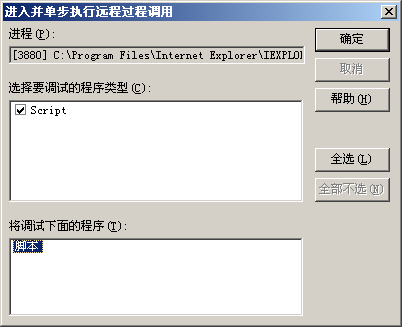 进入并单步执行远程过程调用
进程(P):
[3880] C:\Program Files\Internet Explorer\IEXPLO
确定
取消
选择要调试的程序类型(C):
帮助(H)
Script
全选(L)
全部不选(N)
将调试下面的程序(T):
脚本